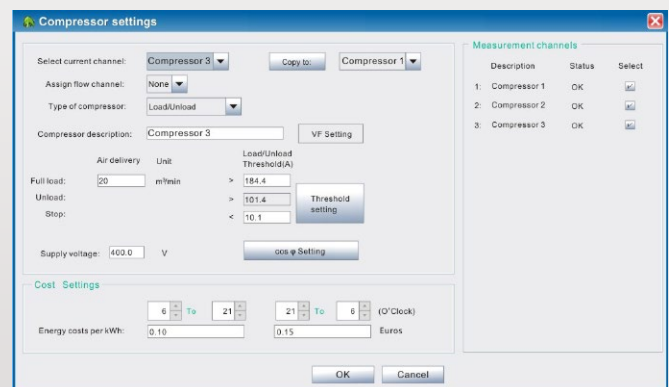 Compressor settings
Select current channel: Compressor 3 Copy to: Compressor 1
Assign flow channel: None
Type of compressor: Load/Unload
Compressor description: Compressor 3 VF Setting
Air delivery Unit Load/Unload Threshold(A)
Full load: 20 m³/min > 184.4
Unload: > 101.4 Threshold setting
Stop: < 10.1
Supply voltage: 400.0 V cos φ Setting
Cost Settings
6 To 21 21 To 6 (O'Clock)
Energy costs per kWh: 0.10 0.15 Euros
OK Cancel
Measurement channels
Description Status Select
1: Compressor 1 OK
2: Compressor 2 OK
3: Compressor 3 OK